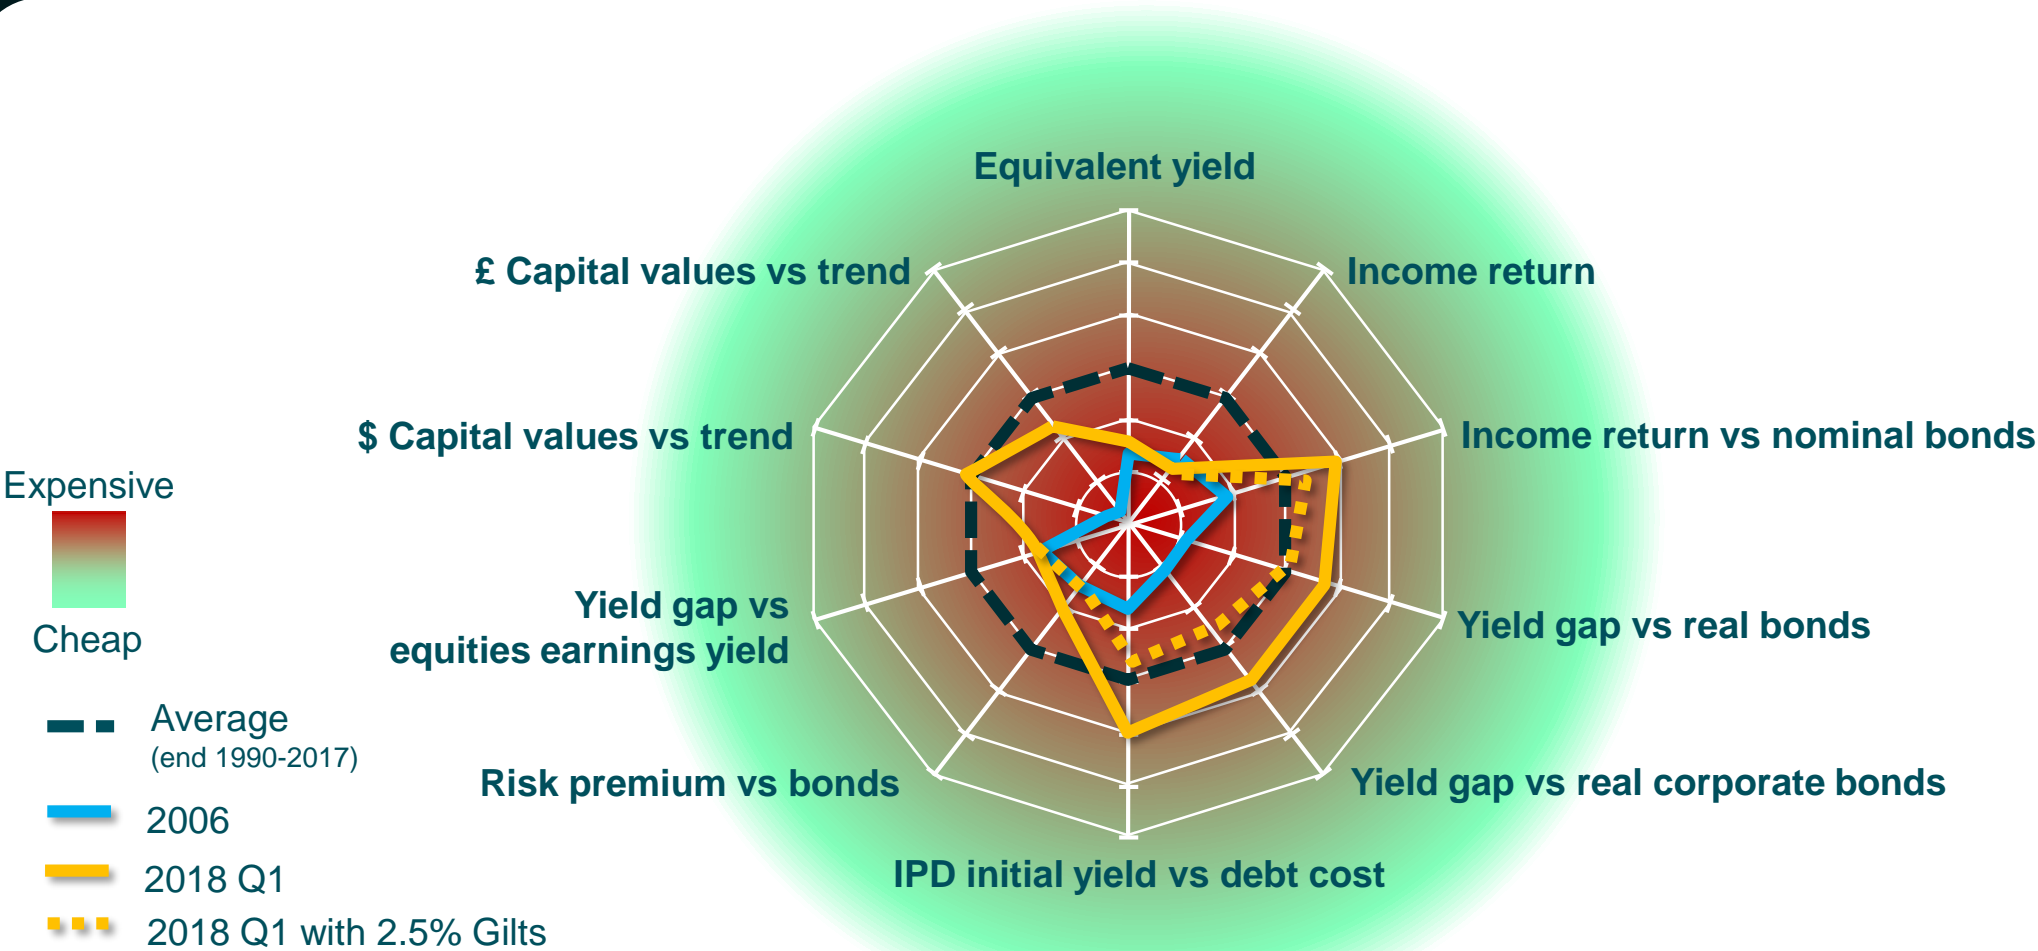 Equivalent yield
£ Capital values vs trend
Income return
$ Capital values vs trend
Income return vs nominal bonds
Expensive
Cheap
Yield gap vs
equities earnings yield
Yield gap vs real bonds
Average
(end 1990-2017)
Risk premium vs bonds
Yield gap vs real corporate bonds
2006
IPD initial yield vs debt cost
2018 Q1
2018 Q1 with 2.5% Gilts